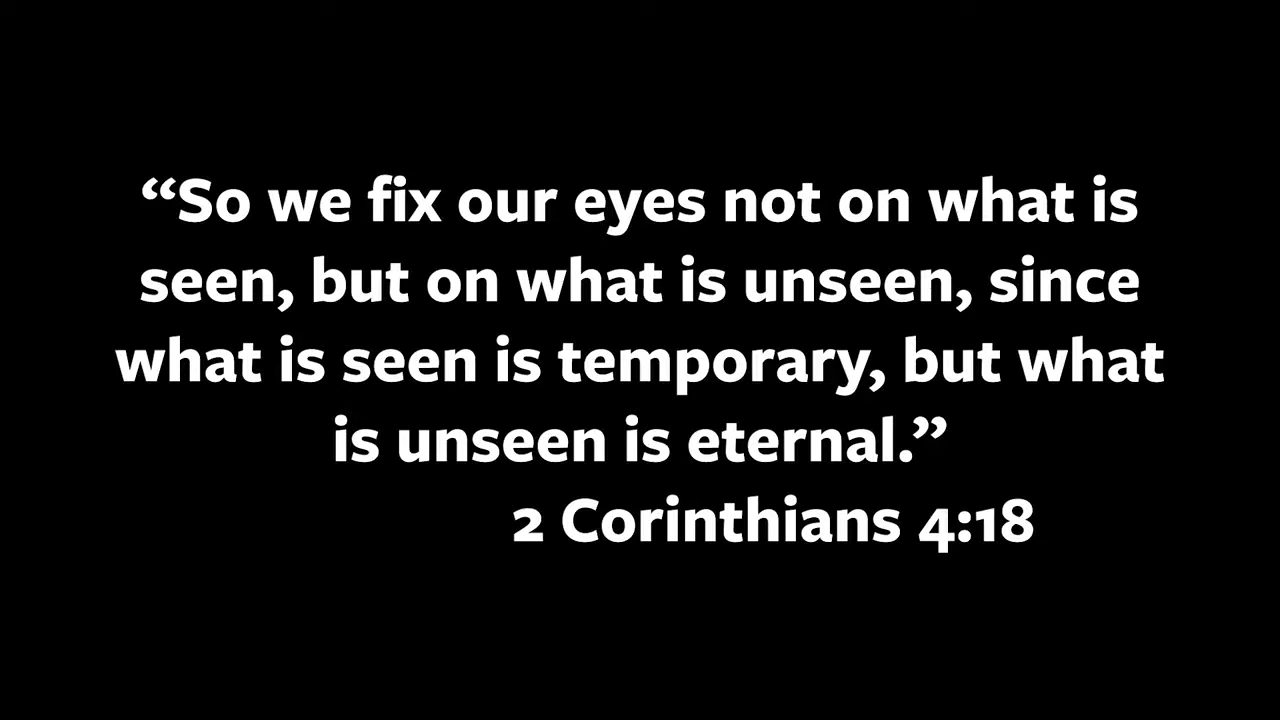 “So we fix our eyes not on what is
seen, but on what is unseen, since
what is seen is temporary, but what
is unseen is eternal.”
2 Corinthians 4:18